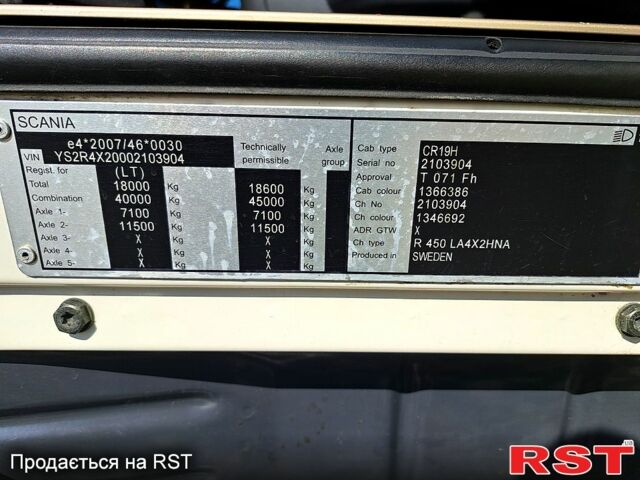 SCANIA
e4*2007/46*0030
VIN YS2R4X20002103904
Regist. for (LT) Technically permissible Axle group
Total 18000 Kg 18600 Kg
Combination 40000 Kg 45000 Kg
Axle 1- 7100 Kg 7100 Kg
Axle 2- 11500 Kg 11500 Kg
Axle 3- X Kg X Kg
Axle 4- X Kg X Kg
Axle 5- X Kg X Kg
Cab type CR19H
Serial no 2103904
Approval T 071 Fh
Cab colour 1366386
Ch No 2103904
Ch colour 1346692
ADR GTW X
Ch type R 450 LA4X2HNA
Produced in SWEDEN
Продається на RST
RST